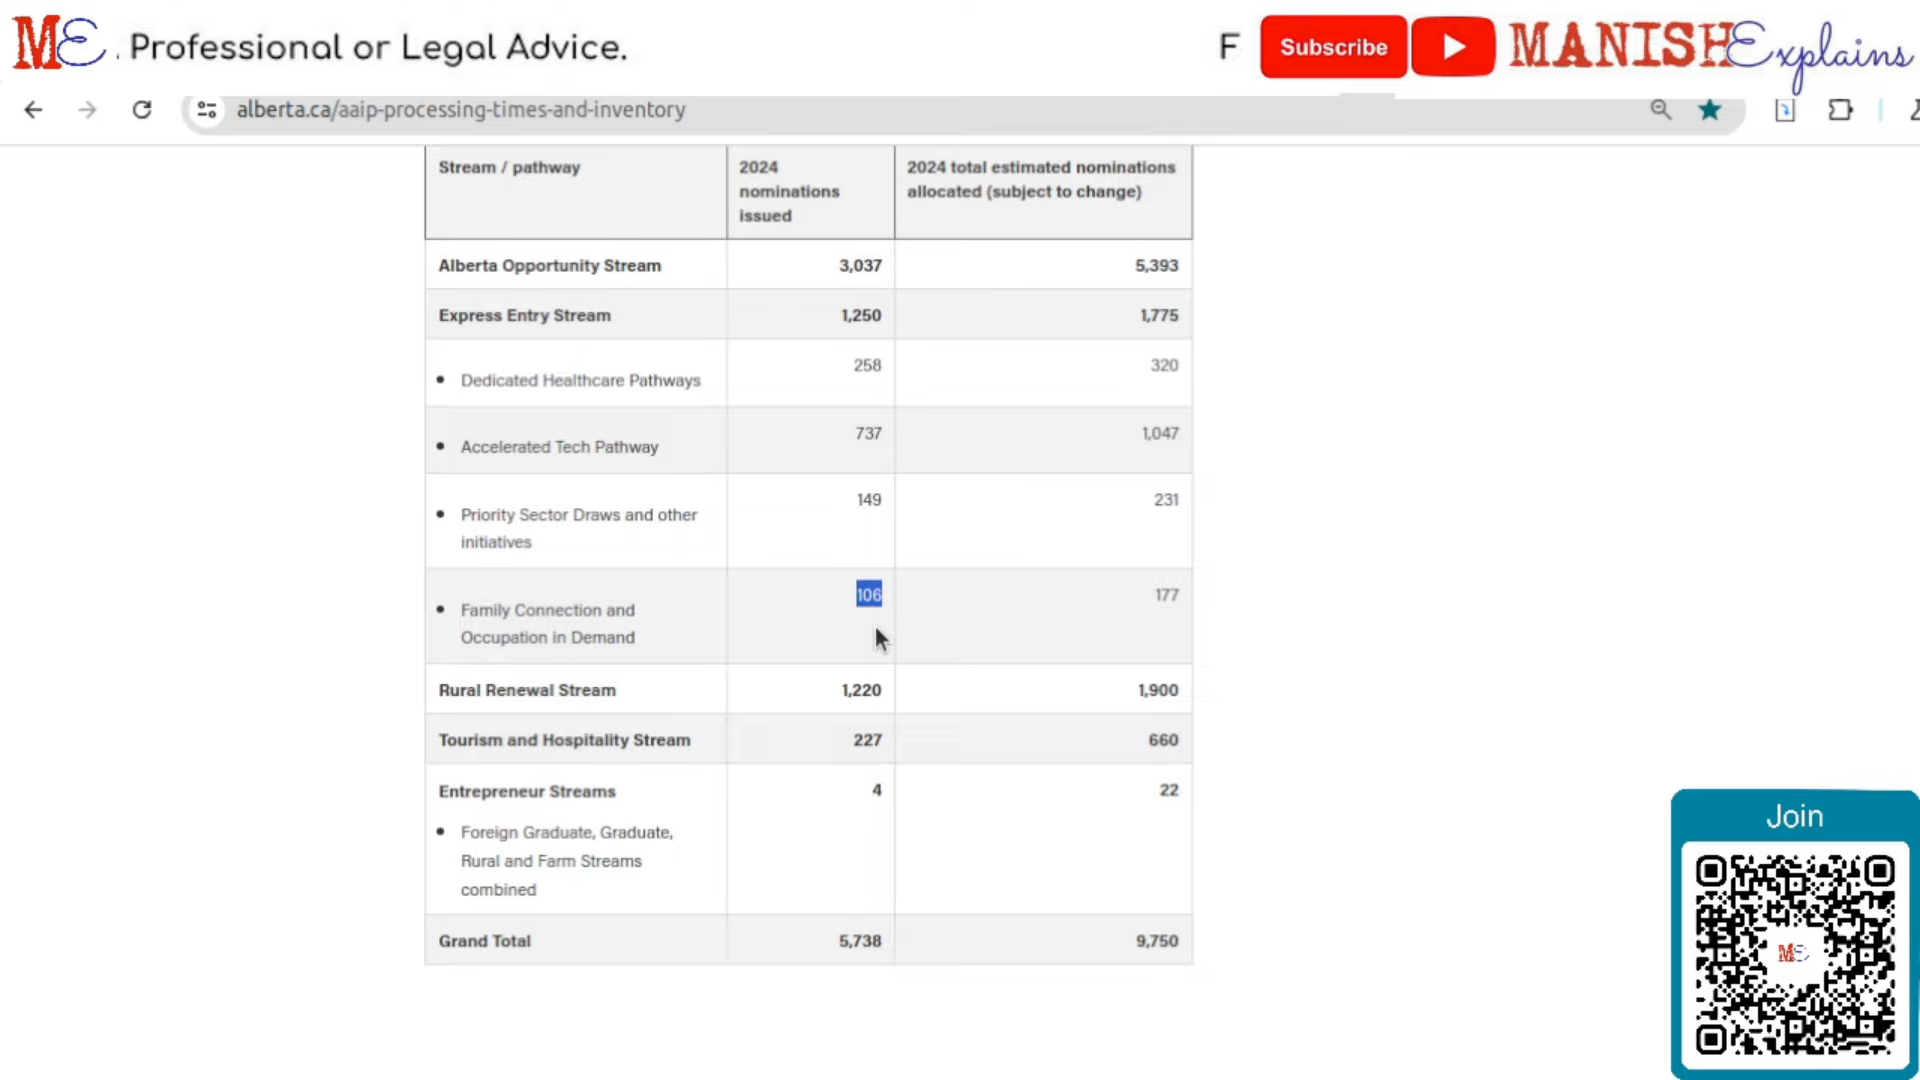 ME . Professional or Legal Advice. F Subscribe MANISH Explains
alberta.ca/aaip-processing-times-and-inventory
Stream / pathway
2024
nominations
issued
2024 total estimated nominations
allocated (subject to change)
Alberta Opportunity Stream 3,037 5,393
Express Entry Stream 1,250 1,775
• Dedicated Healthcare Pathways 258 320
• Accelerated Tech Pathway 737 1,047
• Priority Sector Draws and other 149 231
initiatives
• Family Connection and 106 177
Occupation in Demand
Rural Renewal Stream 1,220 1,900
Tourism and Hospitality Stream 227 660
Entrepreneur Streams 4 22
• Foreign Graduate, Graduate,
Rural and Farm Streams
combined
Grand Total 5,738 9,750
Join
ME